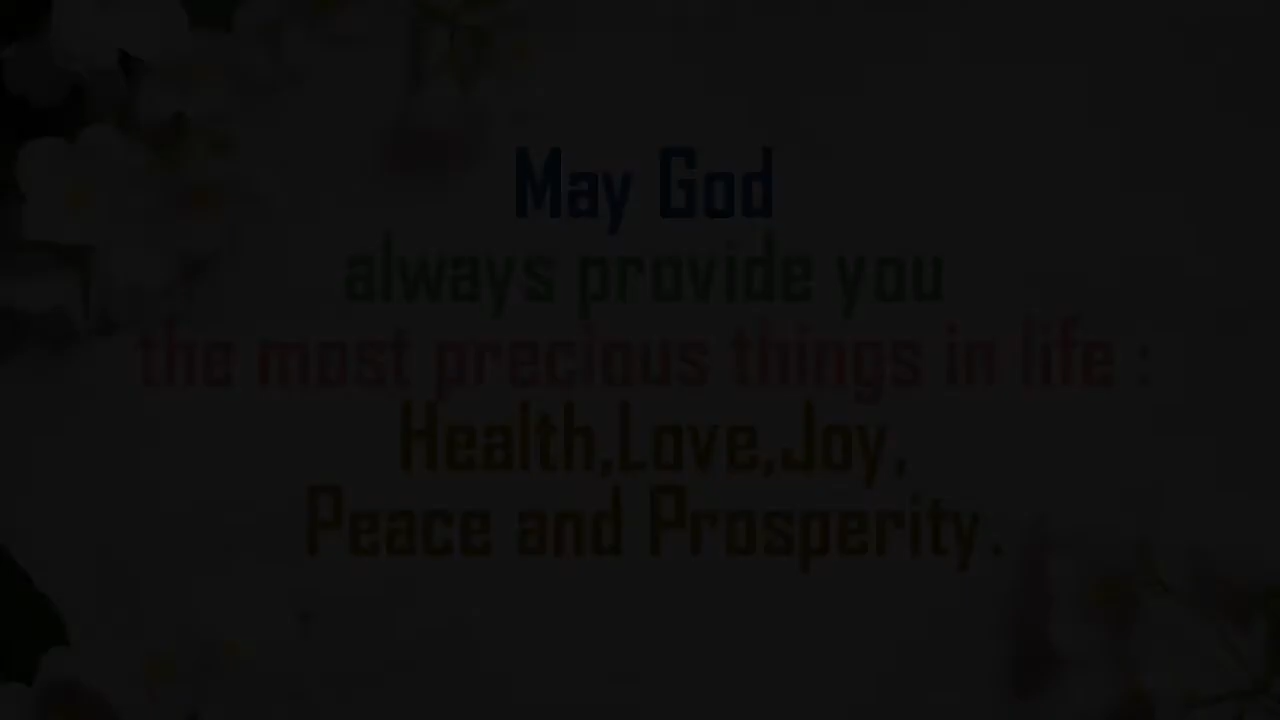 May God
always provide you
the most precious things in life :
Health,Love,Joy,
Peace and Prosperity.